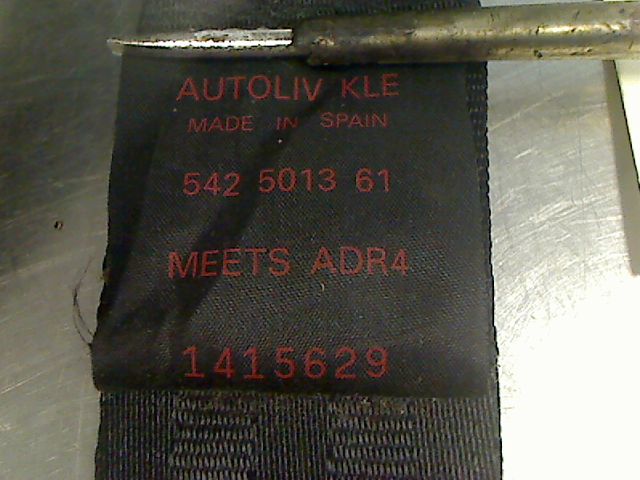 AUTOLIV KLE
MADE IN SPAIN
542 5013 61
MEETS ADR4
1415629